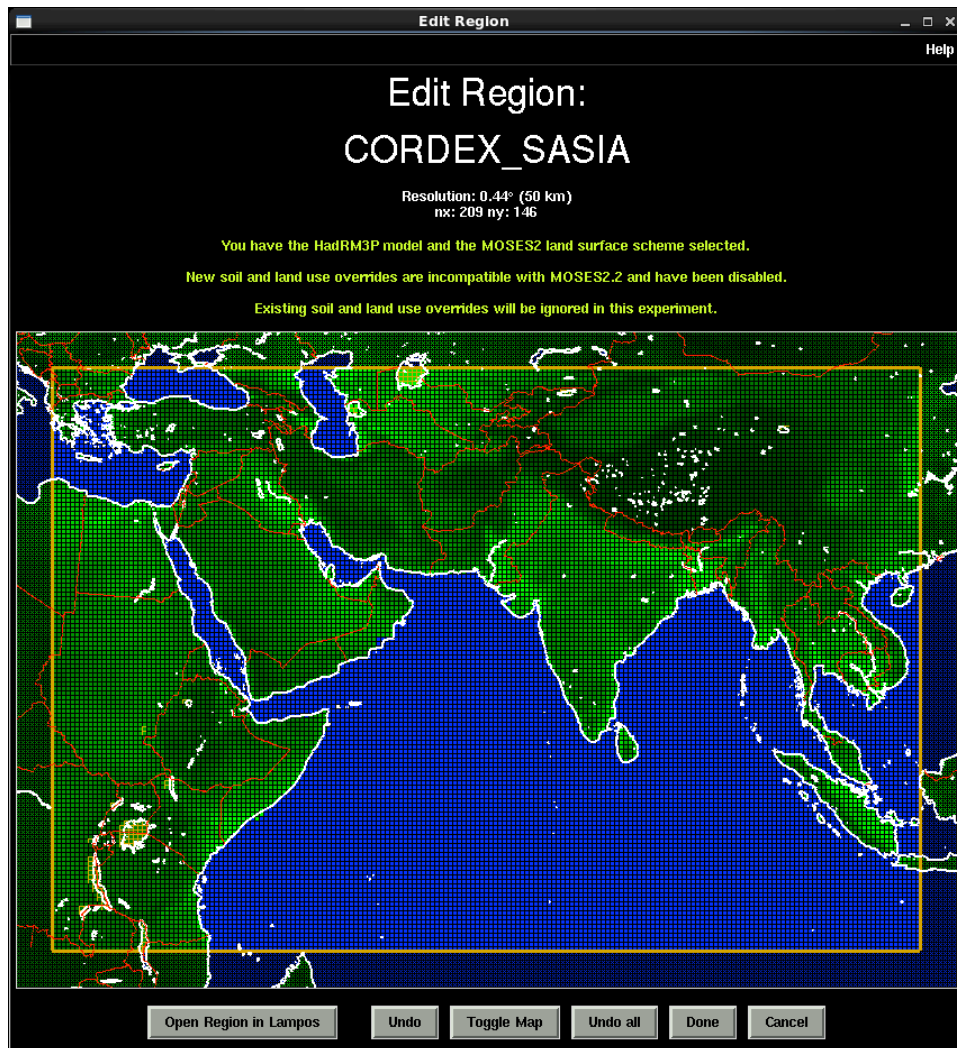 Edit Region
Help
Edit Region:
CORDEX_SASIA
Resolution: 0.44° (50 km)
nx: 209 ny: 146
You have the HadRM3P model and the MOSES2 land surface scheme selected.
New soil and land use overrides are incompatible with MOSES2.2 and have been disabled.
Existing soil and land use overrides will be ignored in this experiment.
Open Region in Lampos Undo Toggle Map Undo all Done Cancel